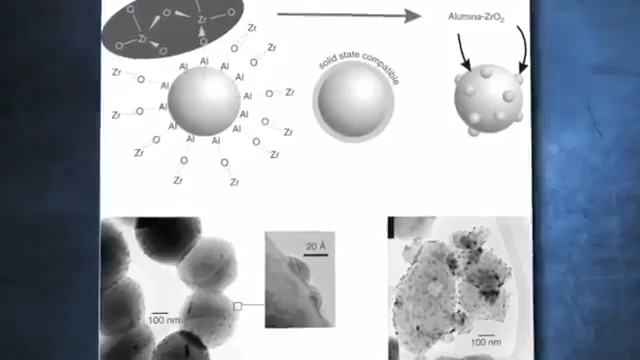 Zr O Zr
O Zr O O
Alumina-ZrO₂
solid state compatible
Zr Zr Zr Zr Zr Zr Zr Zr Zr
O O O O O O O O O
Al Al Al Al Al Al Al Al Al Al Al Al
20 Å
100 nm
100 nm